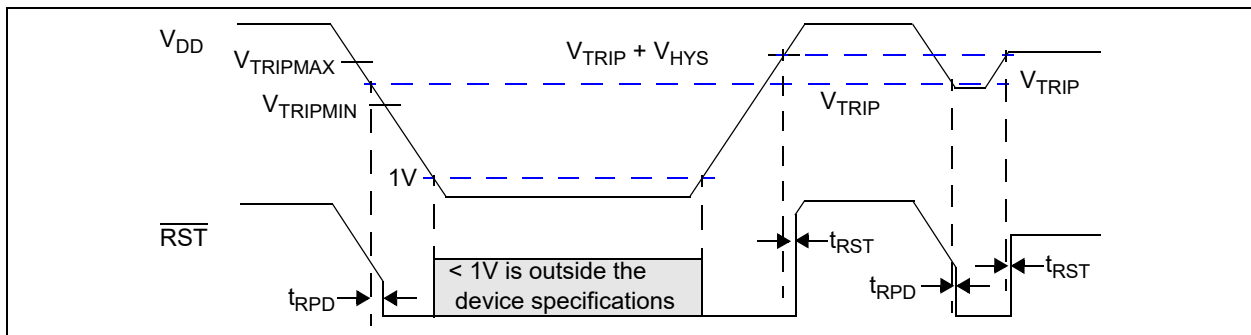 VDD
VTRIPMAX
VTRIPMIN
VTRIP + VHYS
VTRIP
VTRIP
1V
RST
< 1V is outside the
device specifications
tRPD
tRST
tRPD
tRST